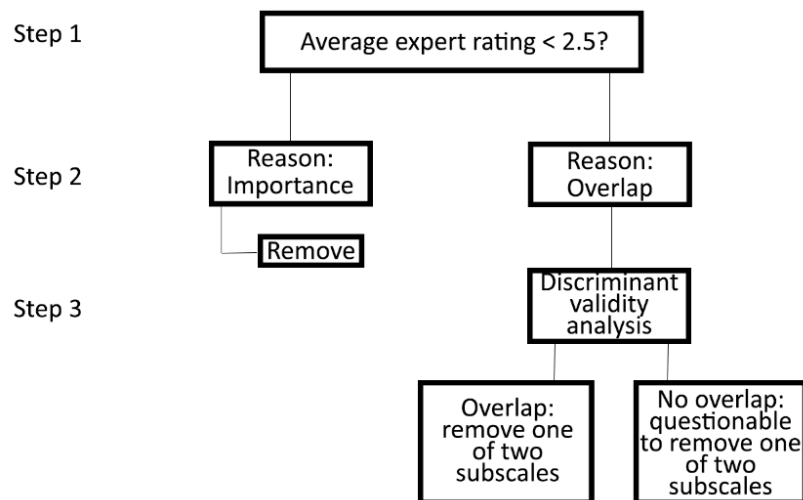 Step 1
Average expert rating < 2.5?
Step 2
Reason:
Importance
Reason:
Overlap
Remove
Step 3
Discriminant
validity
analysis
Overlap:
remove one
of two
subscales
No overlap:
questionable
to remove one
of two
subscales